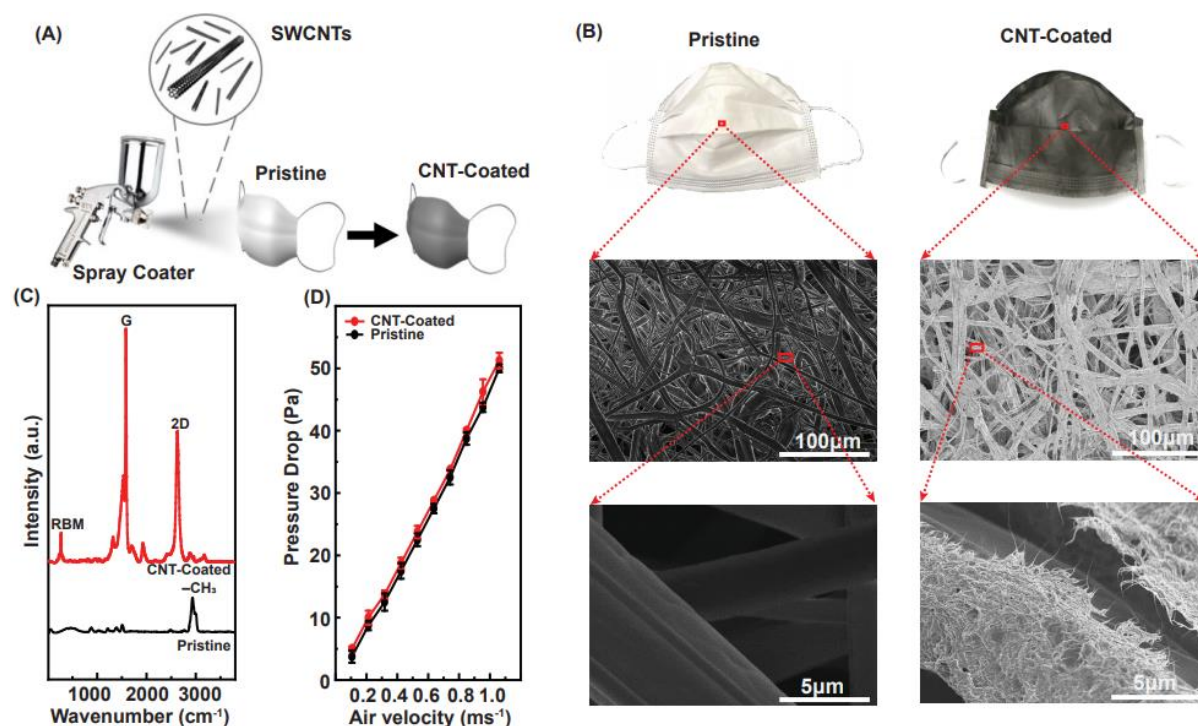 (A)
SWCNTs
Pristine
CNT-Coated
Spray Coater
(B)
Pristine
CNT-Coated
100μm
100μm
5μm
5μm
(C)
G
2D
RBM
CNT-Coated
–CH₃
Pristine
Intensity (a.u.)
1000 2000 3000
Wavenumber (cm⁻¹)
(D)
CNT-Coated
Pristine
50
40
30
20
10
0
Pressure Drop (Pa)
0.2 0.4 0.6 0.8 1.0
Air velocity (ms⁻¹)